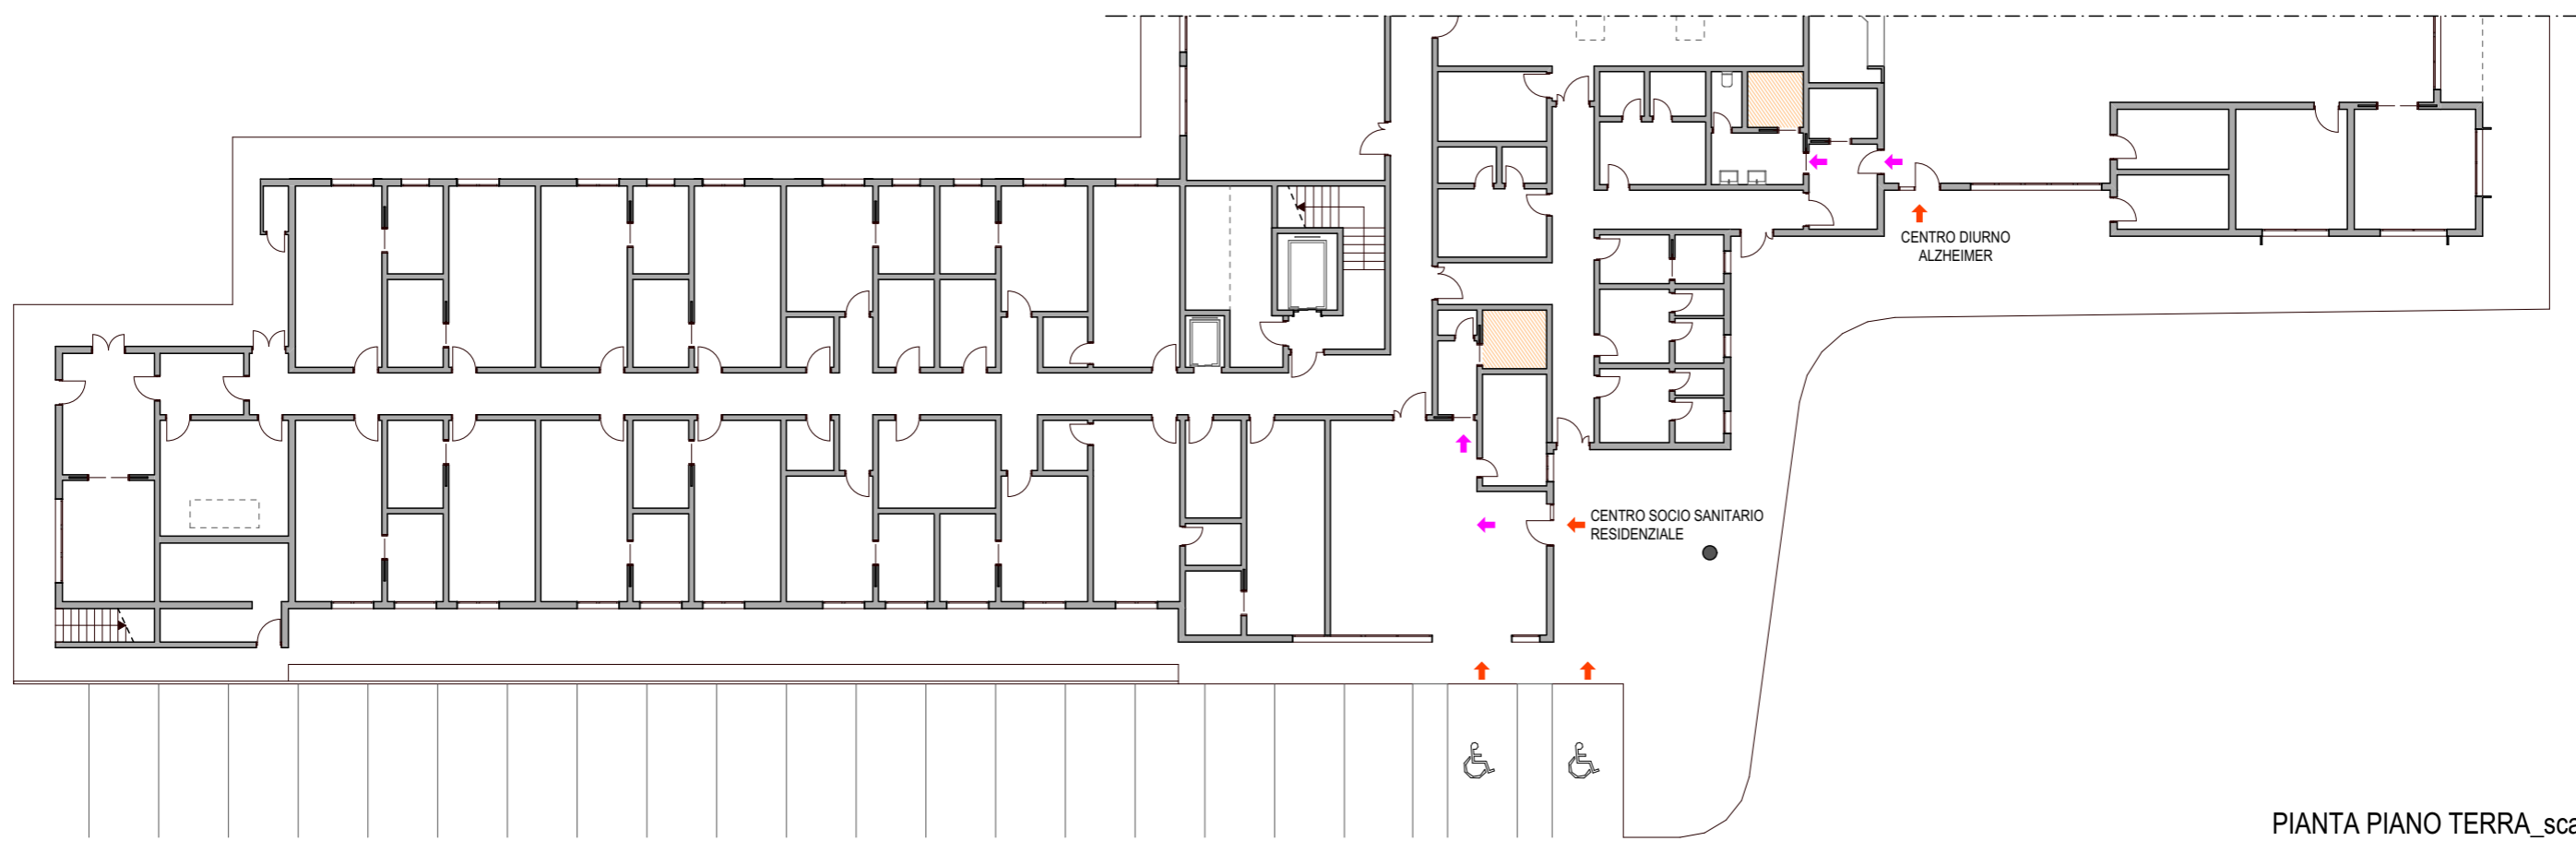 CENTRO DIURNO
ALZHEIMER
CENTRO SOCIO SANITARIO
RESIDENZIALE
PIANTA PIANO TERRA_sca